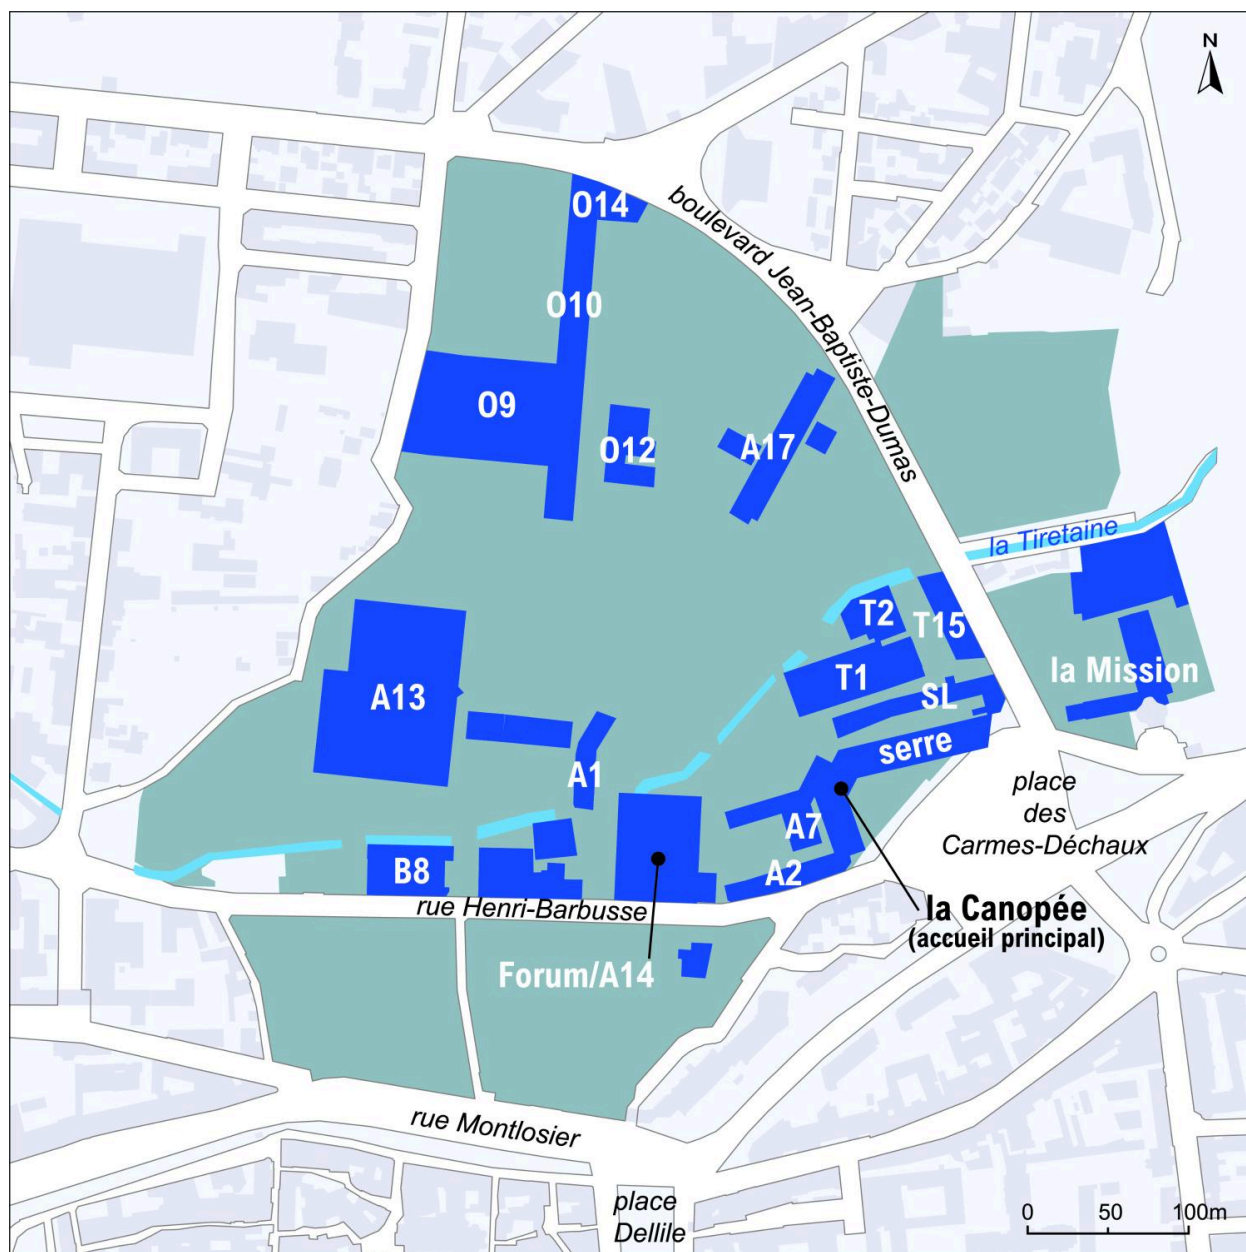 N
O14
boulevard Jean-Baptiste-Dumas
O10
O9
O12
A17
la Tiretaine
T2
T15
la Mission
T1
SL
A13
serre
A1
place
des
Carmes-Déchaux
A7
B8
A2
rue Henri-Barbusse
la Canopée
(accueil principal)
Forum/A14
rue Montlosier
place
Dellile
0 50 100m